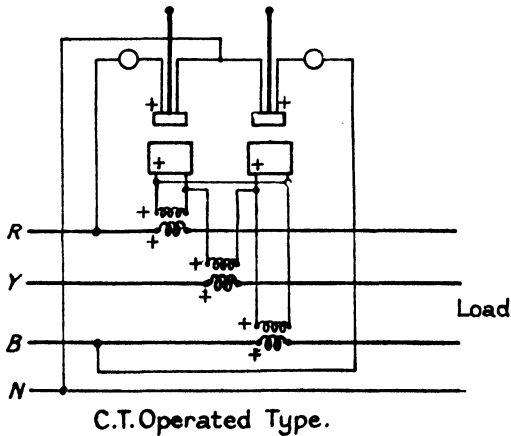 + +
+ +
+
R
+
+
Y
+
+
Load
B
+
N
C.T. Operated Type.